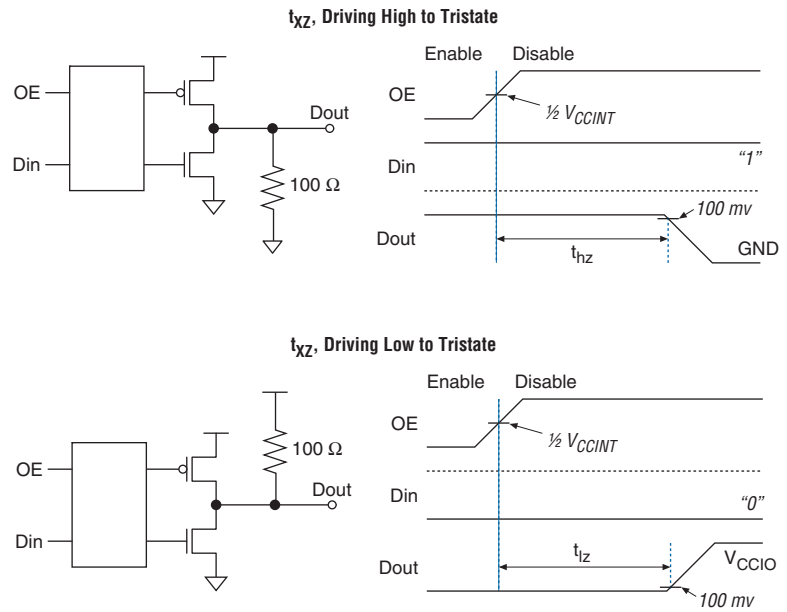 tXZ, Driving High to Tristate
Enable Disable
OE
OE
½ VCCINT
Dout
Din
Din
"1"
100 Ω
100 mv
Dout
thz
GND
tXZ, Driving Low to Tristate
Enable Disable
OE
½ VCCINT
100 Ω
OE
Dout
Din
"0"
Din
Dout
tlz
VCCIO
100 mv